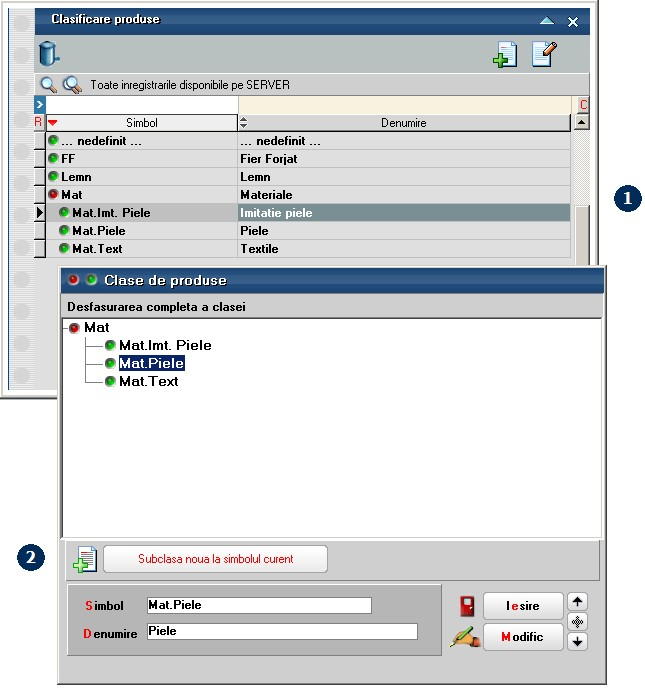 Clasificare produse
Toate inregistrarile disponibile pe SERVER
> C
R Simbol Denumire
... nedefinit ... ... nedefinit ...
FF Fier Forjat
Lemn Lemn
Mat Materiale
Mat.Imt. Piele Imitatie piele
Mat.Piele Piele
Mat.Text Textile
1
Clase de produse
Desfasurarea completa a clasei
Mat
Mat.Imt. Piele
Mat.Piele
Mat.Text
2
Subclasa noua la simbolul curent
Simbol Mat.Piele
Denumire Piele
Iesire
Modific